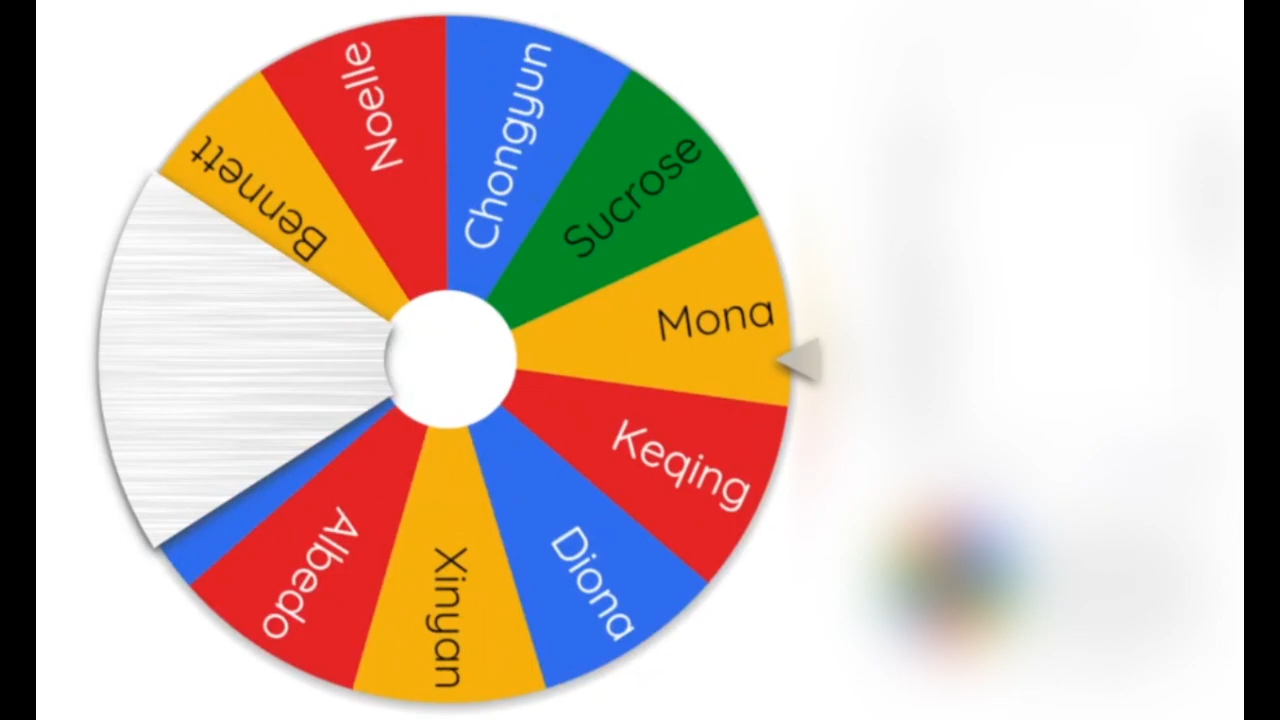 Noelle
Chongyun
Sucrose
Mona
Keqing
Diona
Xinyan
Albedo
Bennett